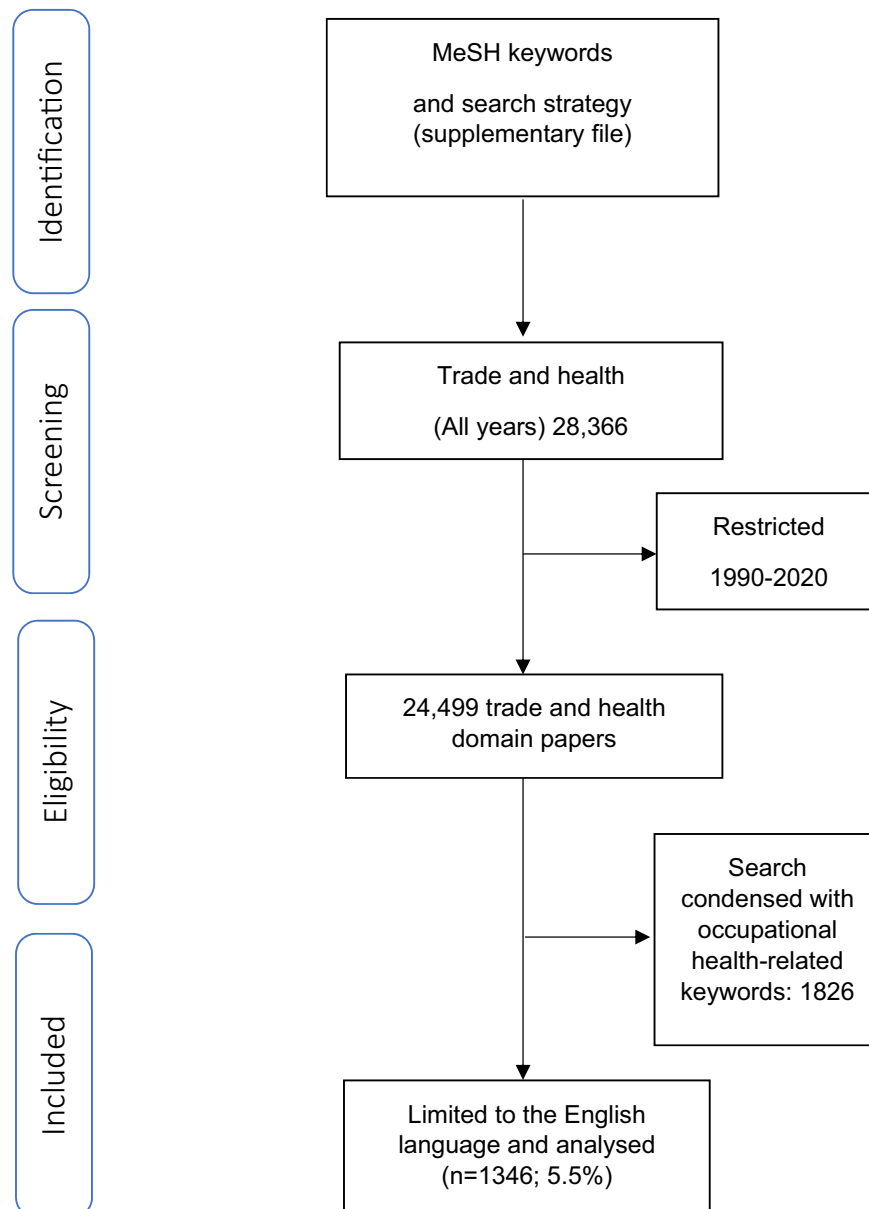 Identification
MeSH keywords
and search strategy
(supplementary file)
Screening
Trade and health
(All years) 28,366
Restricted
1990-2020
Eligibility
24,499 trade and health
domain papers
Search
condensed with
occupational
health-related
keywords: 1826
Included
Limited to the English
language and analysed
(n=1346; 5.5%)